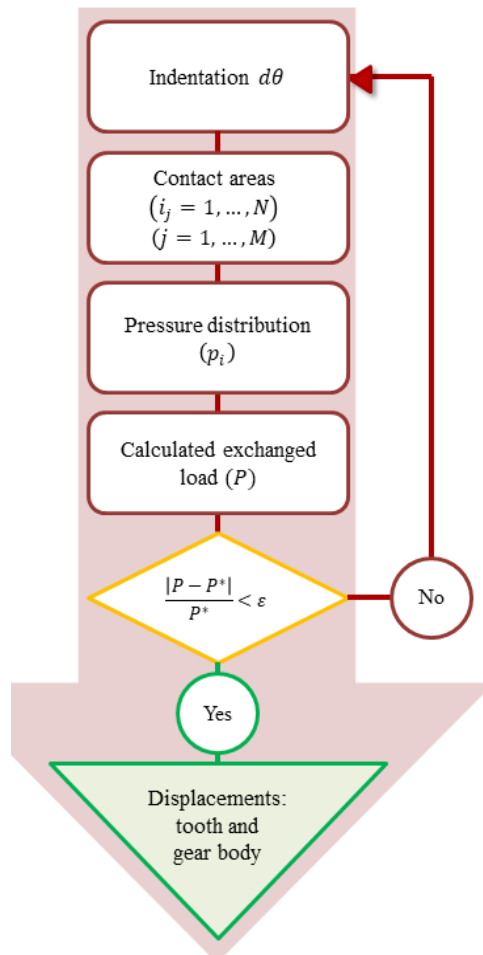 Indentation dθ
Contact areas
(i_j = 1, …, N)
(j = 1, …, M)
Pressure distribution
(p_i)
Calculated exchanged
load (P)
|P − P*|
P*
< ε
No
Yes
Displacements:
tooth and
gear body